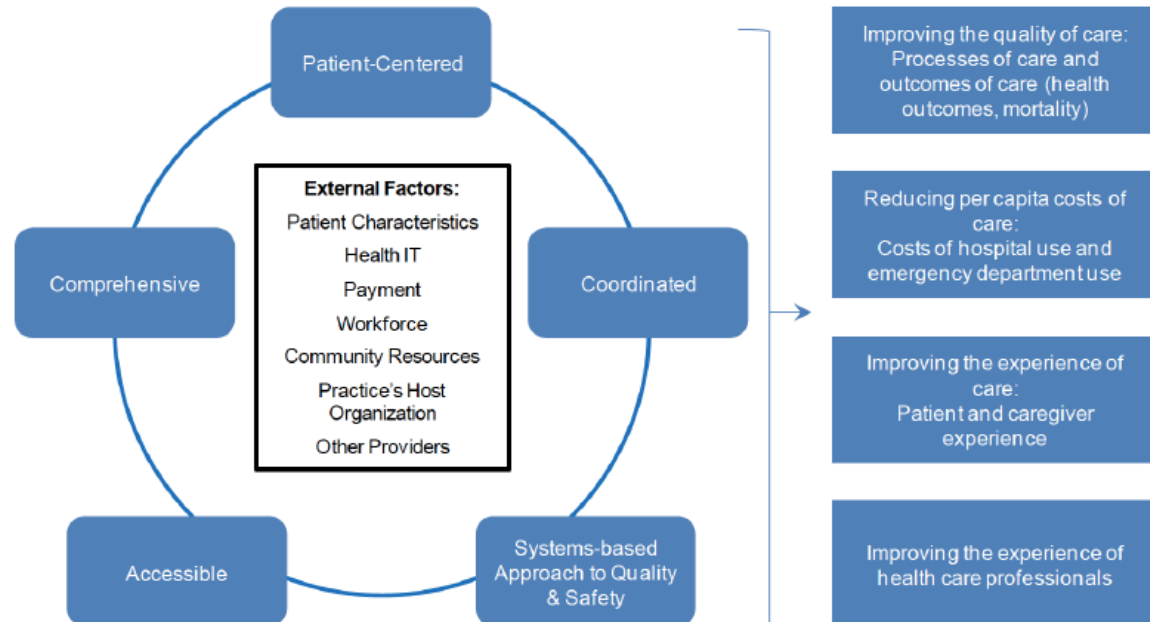 Patient-Centered
Comprehensive
External Factors:
Patient Characteristics
Health IT
Payment
Workforce
Community Resources
Practice's Host
Organization
Other Providers
Coordinated
Accessible
Systems-based
Approach to Quality
& Safety
Improving the quality of care:
Processes of care and
outcomes of care (health
outcomes, mortality)
Reducing per capita costs of
care:
Costs of hospital use and
emergency department use
Improving the experience of
care:
Patient and caregiver
experience
Improving the experience of
health care professionals